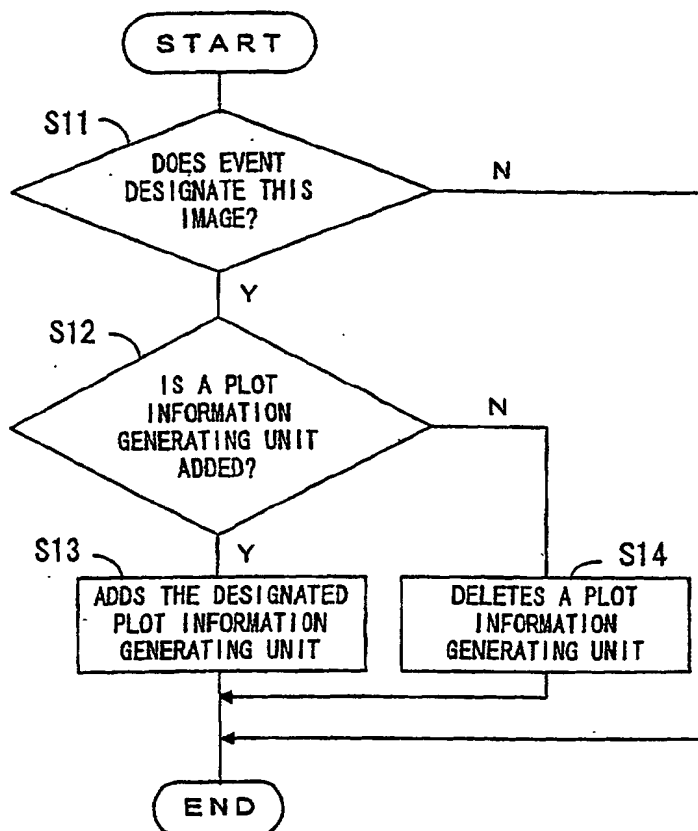 START
S11
DOES EVENT
DESIGNATE THIS
IMAGE?
N
Y
S12
IS A PLOT
INFORMATION
GENERATING UNIT
ADDED?
N
Y
S13
ADDS THE DESIGNATED
PLOT INFORMATION
GENERATING UNIT
S14
DELETES A PLOT
INFORMATION
GENERATING UNIT
END